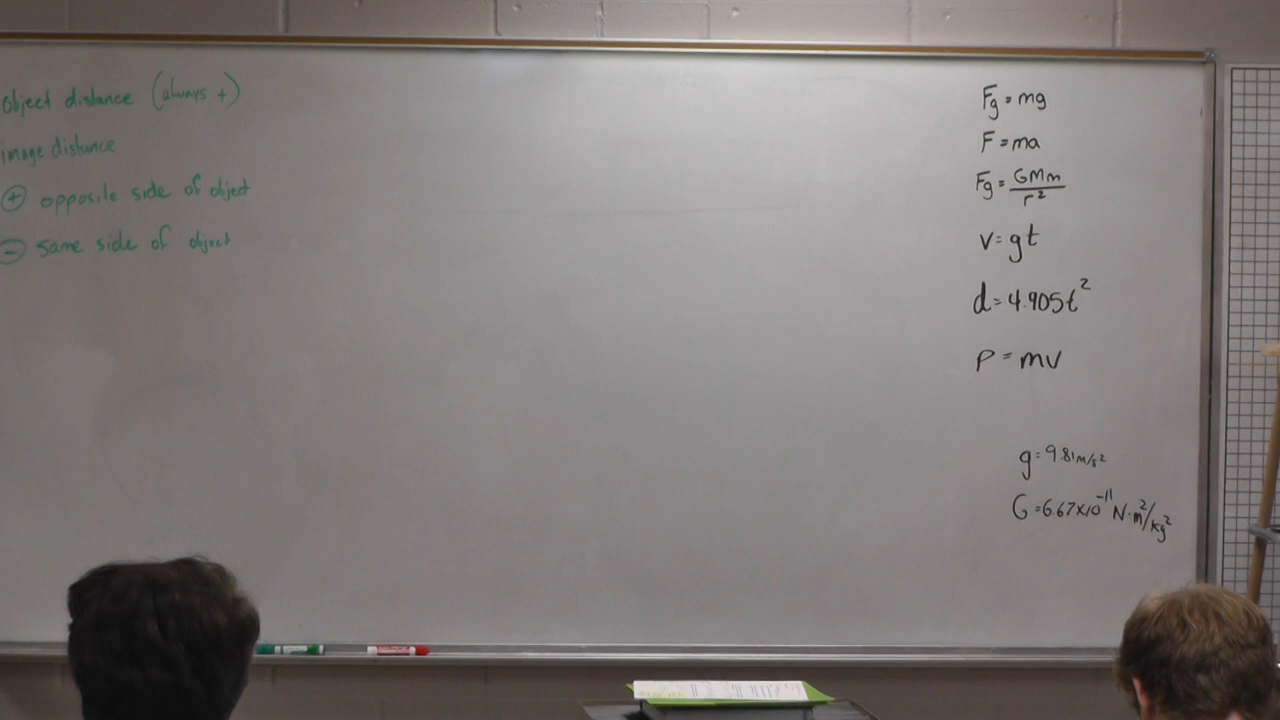 object distance (always +)
image distance
⊕ opposite side of object
⊖ same side of object
Fg = mg
F = ma
Fg = GMm/r²
v = gt
d = 4.905t²
P = mv
g = 9.81 m/s²
G = 6.67x10⁻¹¹ N·m²/kg²